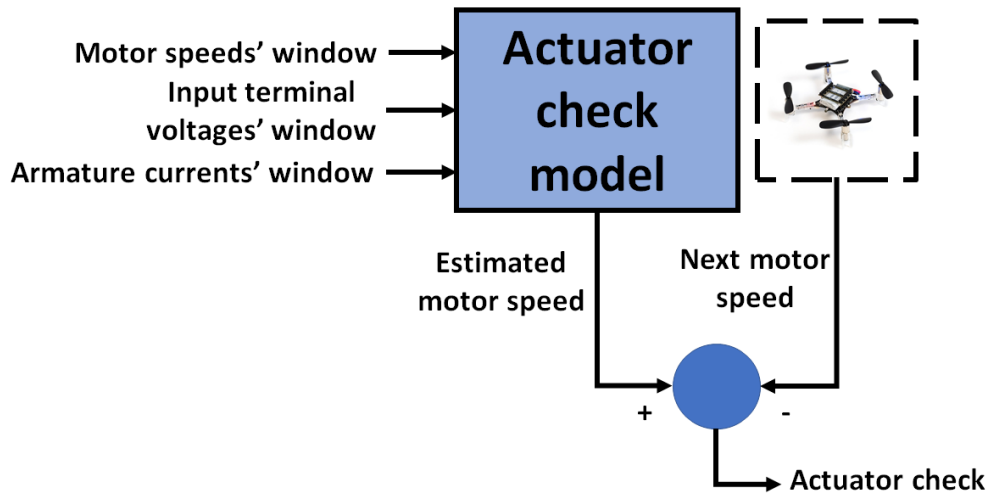 Motor speeds’ window
Input terminal
voltages’ window
Armature currents’ window
Actuator
check
model
Estimated
motor speed
Next motor
speed
+
-
Actuator check